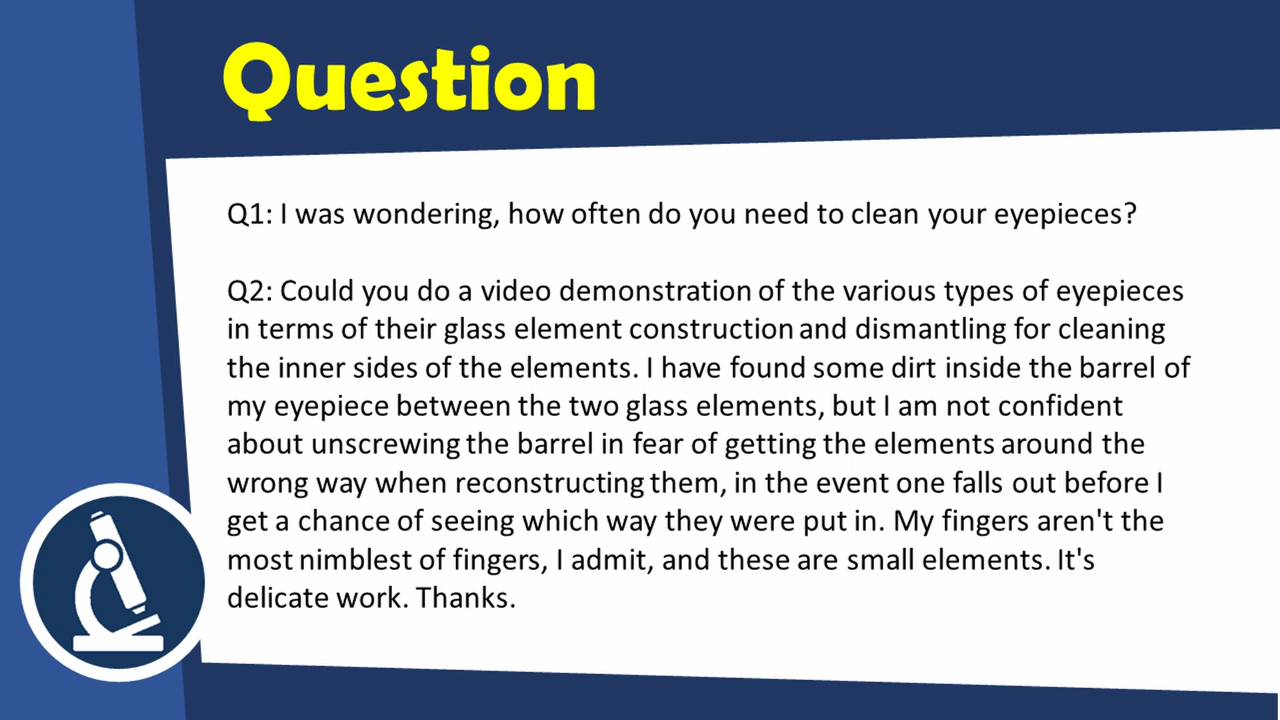 Question
Q1: I was wondering, how often do you need to clean your eyepieces?
Q2: Could you do a video demonstration of the various types of eyepieces
in terms of their glass element construction and dismantling for cleaning
the inner sides of the elements. I have found some dirt inside the barrel of
my eyepiece between the two glass elements, but I am not confident
about unscrewing the barrel in fear of getting the elements around the
wrong way when reconstructing them, in the event one falls out before I
get a chance of seeing which way they were put in. My fingers aren't the
most nimblest of fingers, I admit, and these are small elements. It's
delicate work. Thanks.